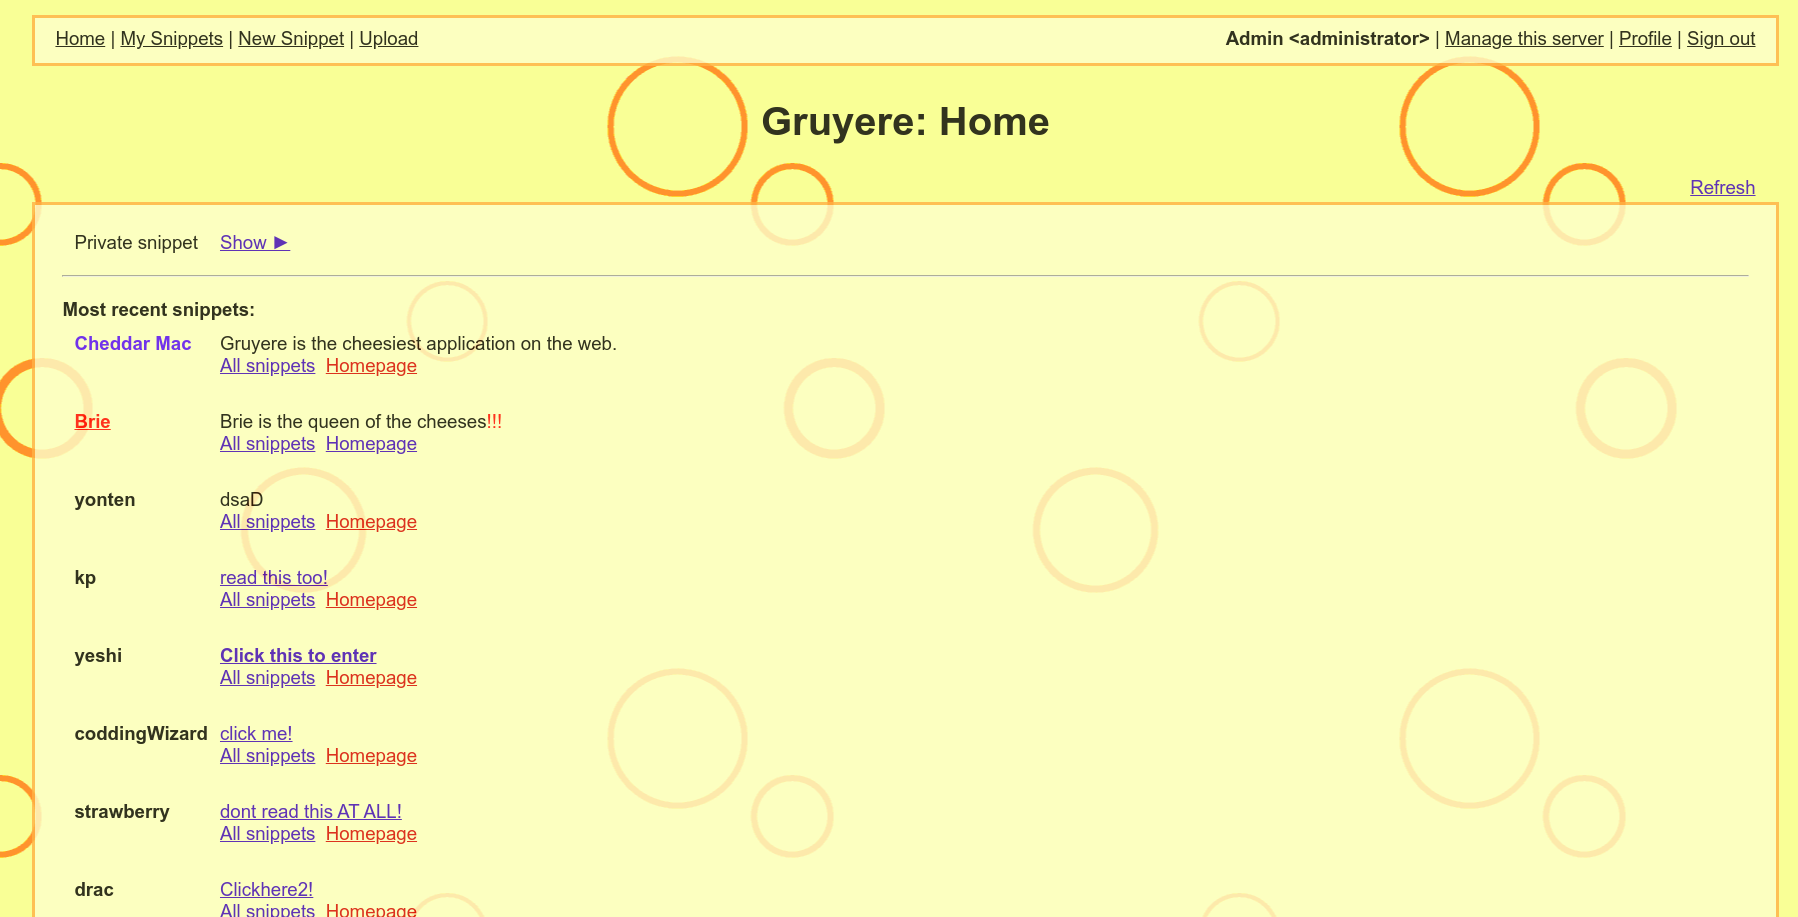 Home | My Snippets | New Snippet | Upload
Admin <administrator> | Manage this server | Profile | Sign out
Gruyere: Home
Refresh
Private snippet Show ►
Most recent snippets:
Cheddar Mac Gruyere is the cheesiest application on the web.
All snippets Homepage
Brie Brie is the queen of the cheeses!!!
All snippets Homepage
yonten dsaD
All snippets Homepage
kp read this too!
All snippets Homepage
yeshi Click this to enter
All snippets Homepage
coddingWizard click me!
All snippets Homepage
strawberry dont read this AT ALL!
All snippets Homepage
drac Clickhere2!
All snippets Homepage